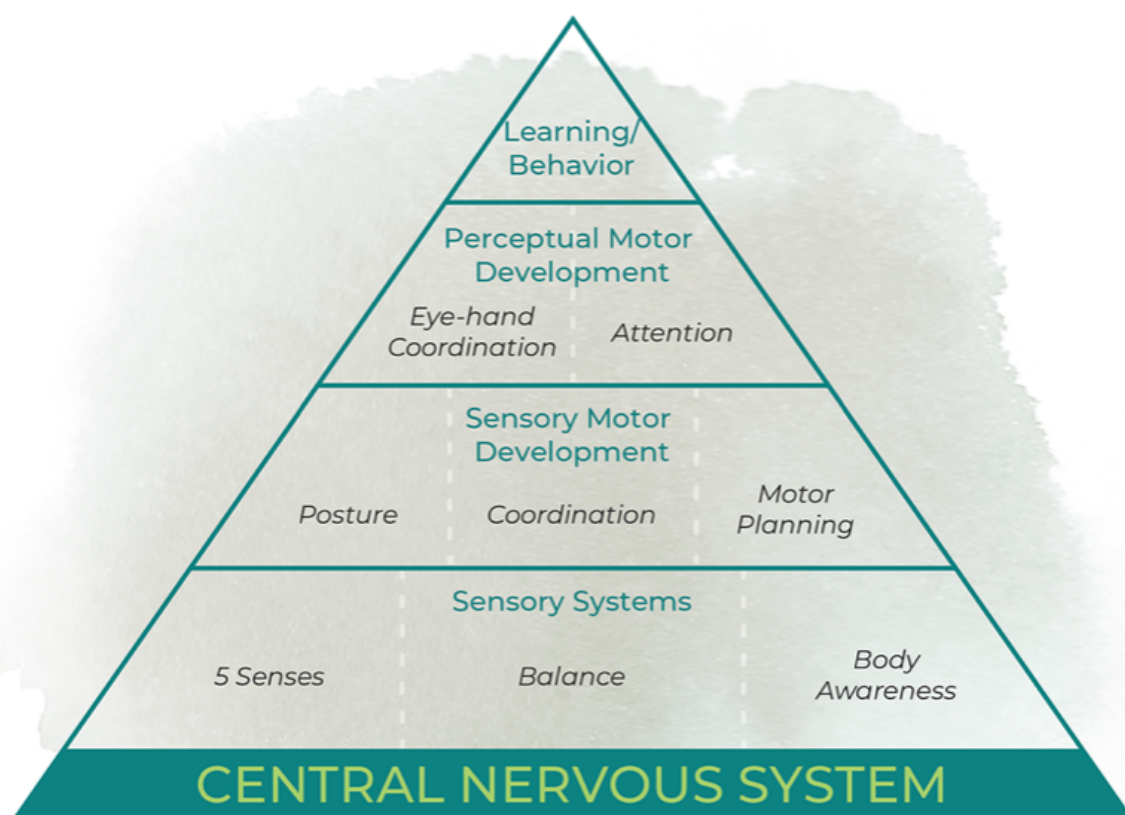 Learning/
Behavior
Perceptual Motor
Development
Eye-hand
Coordination
Attention
Sensory Motor
Development
Posture
Coordination
Motor
Planning
Sensory Systems
5 Senses
Balance
Body
Awareness
CENTRAL NERVOUS SYSTEM